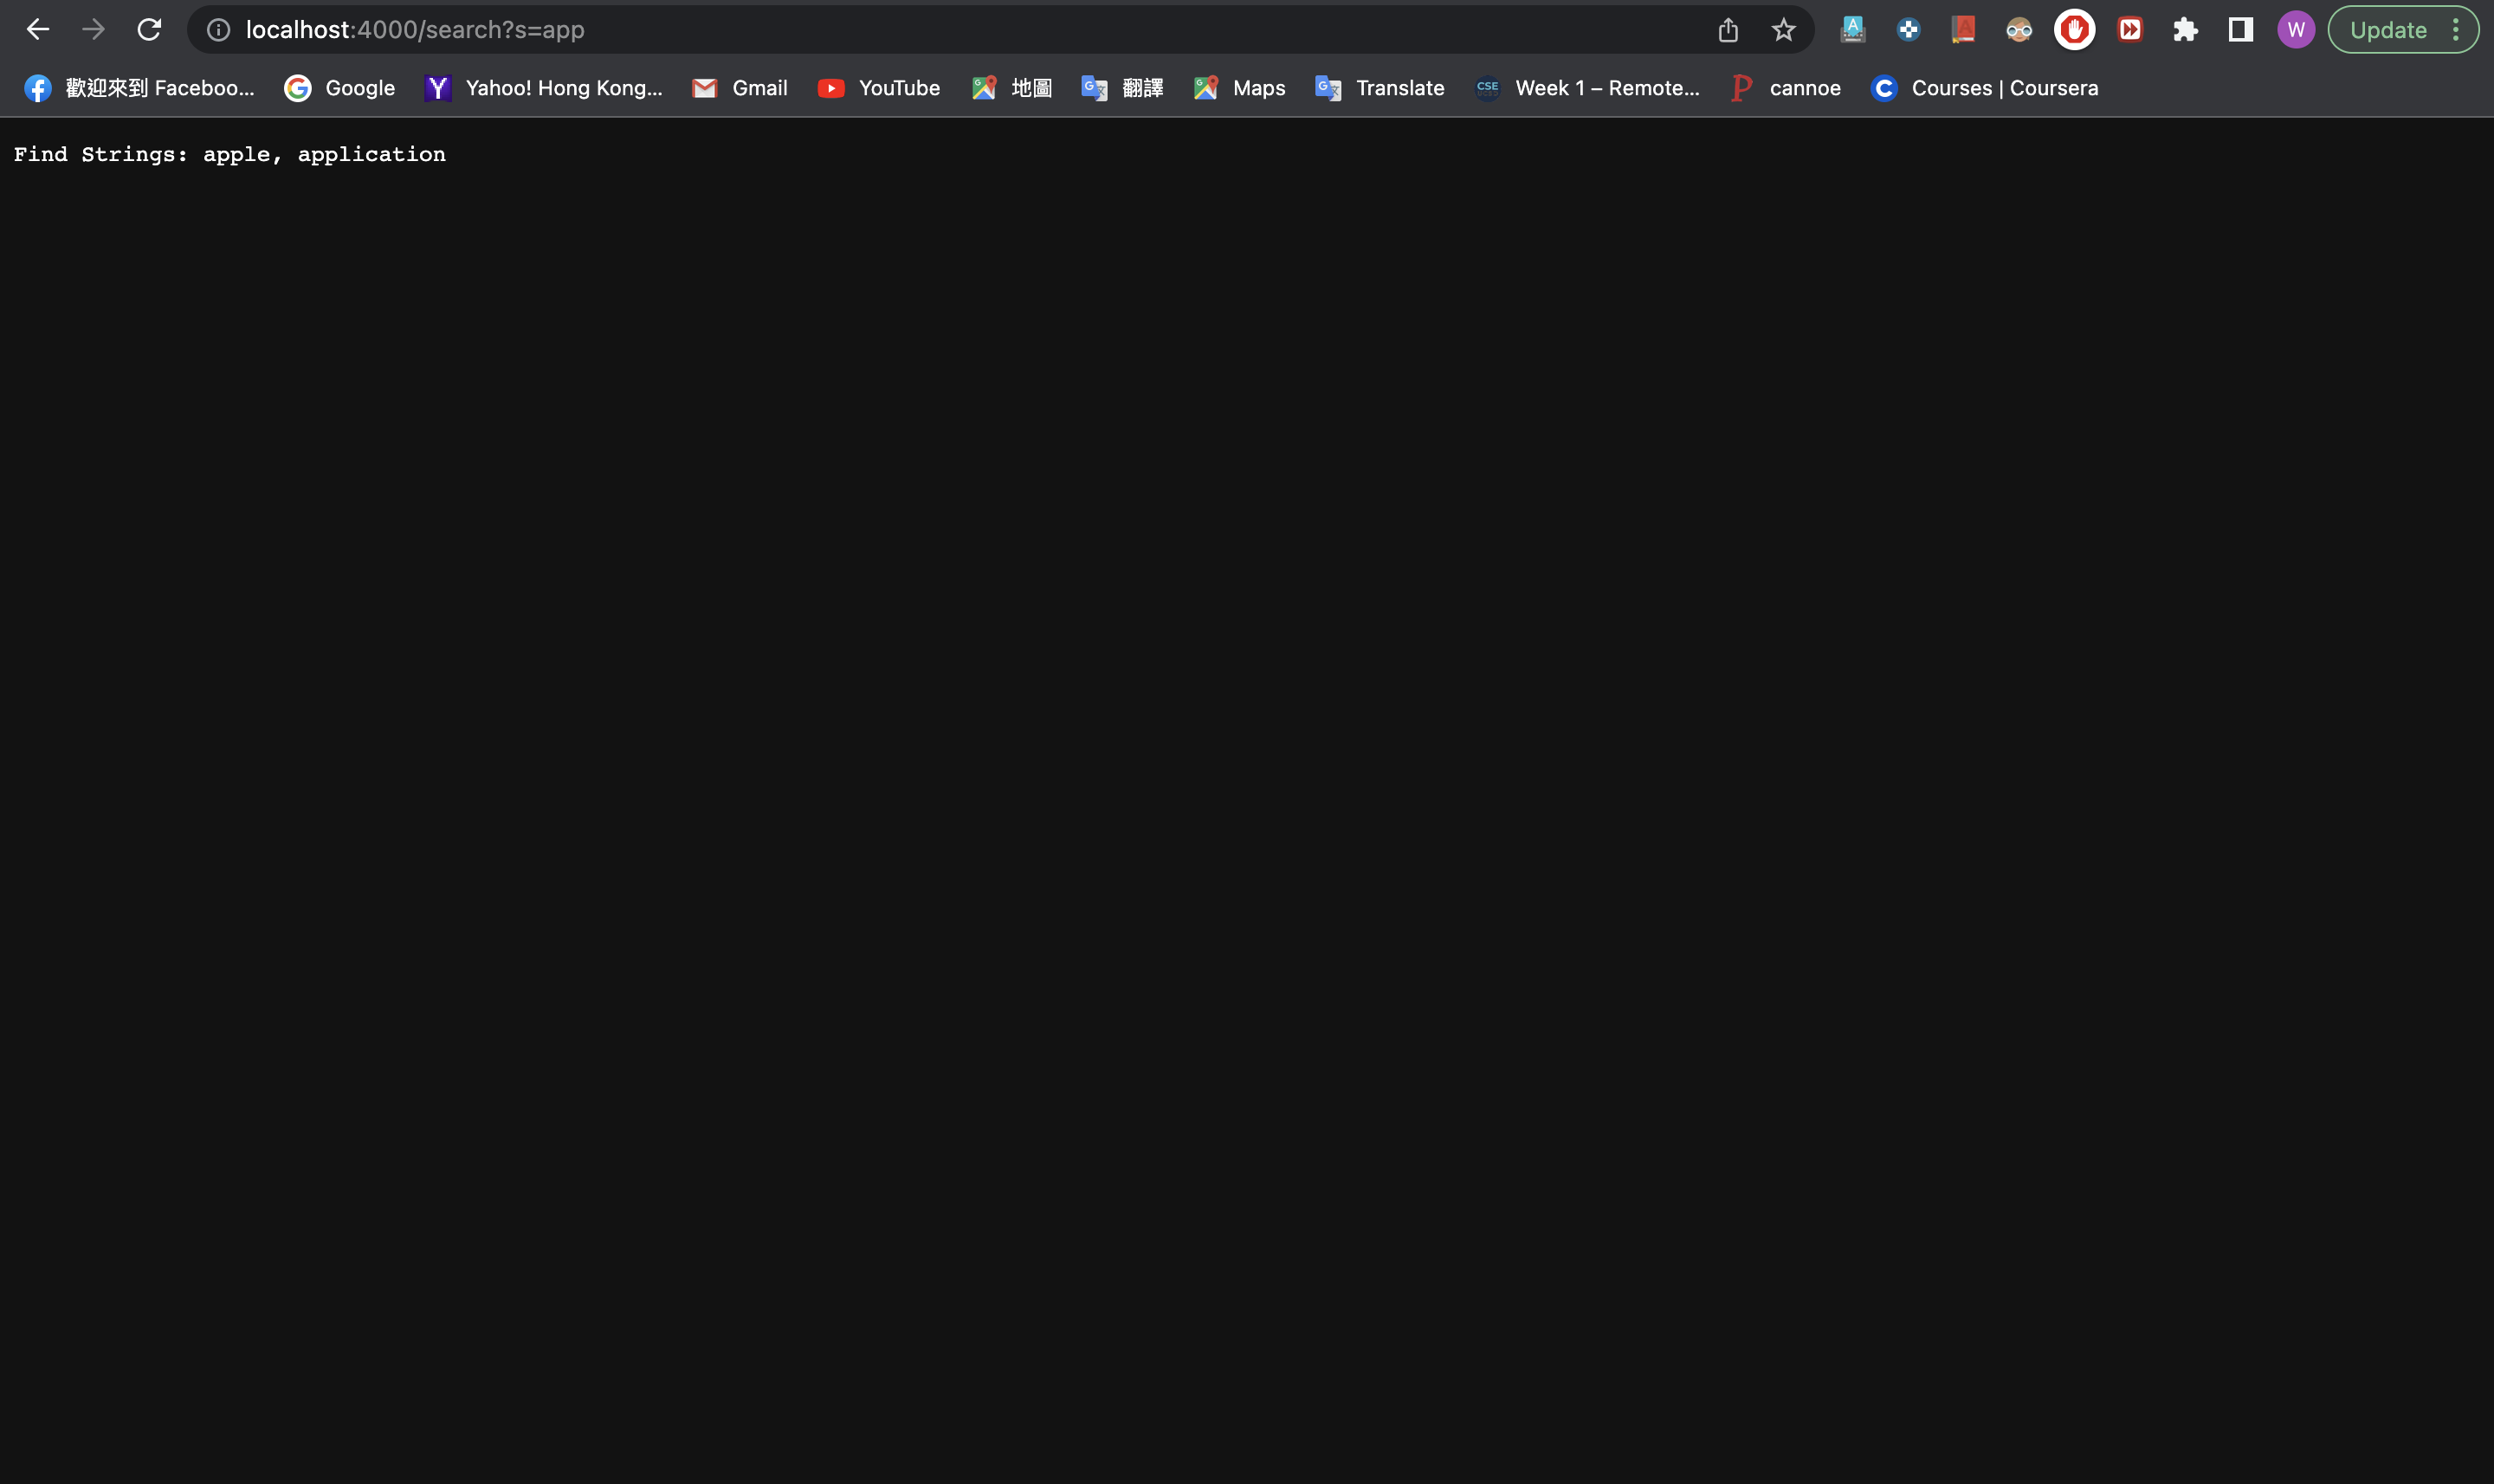 localhost:4000/search?s=app
W
Update
歡迎來到 Faceboo...
Google
Yahoo! Hong Kong...
Gmail
YouTube
地圖
翻譯
Maps
Translate
CSE
Week 1 – Remote...
cannoe
Courses | Coursera
Find Strings: apple, application